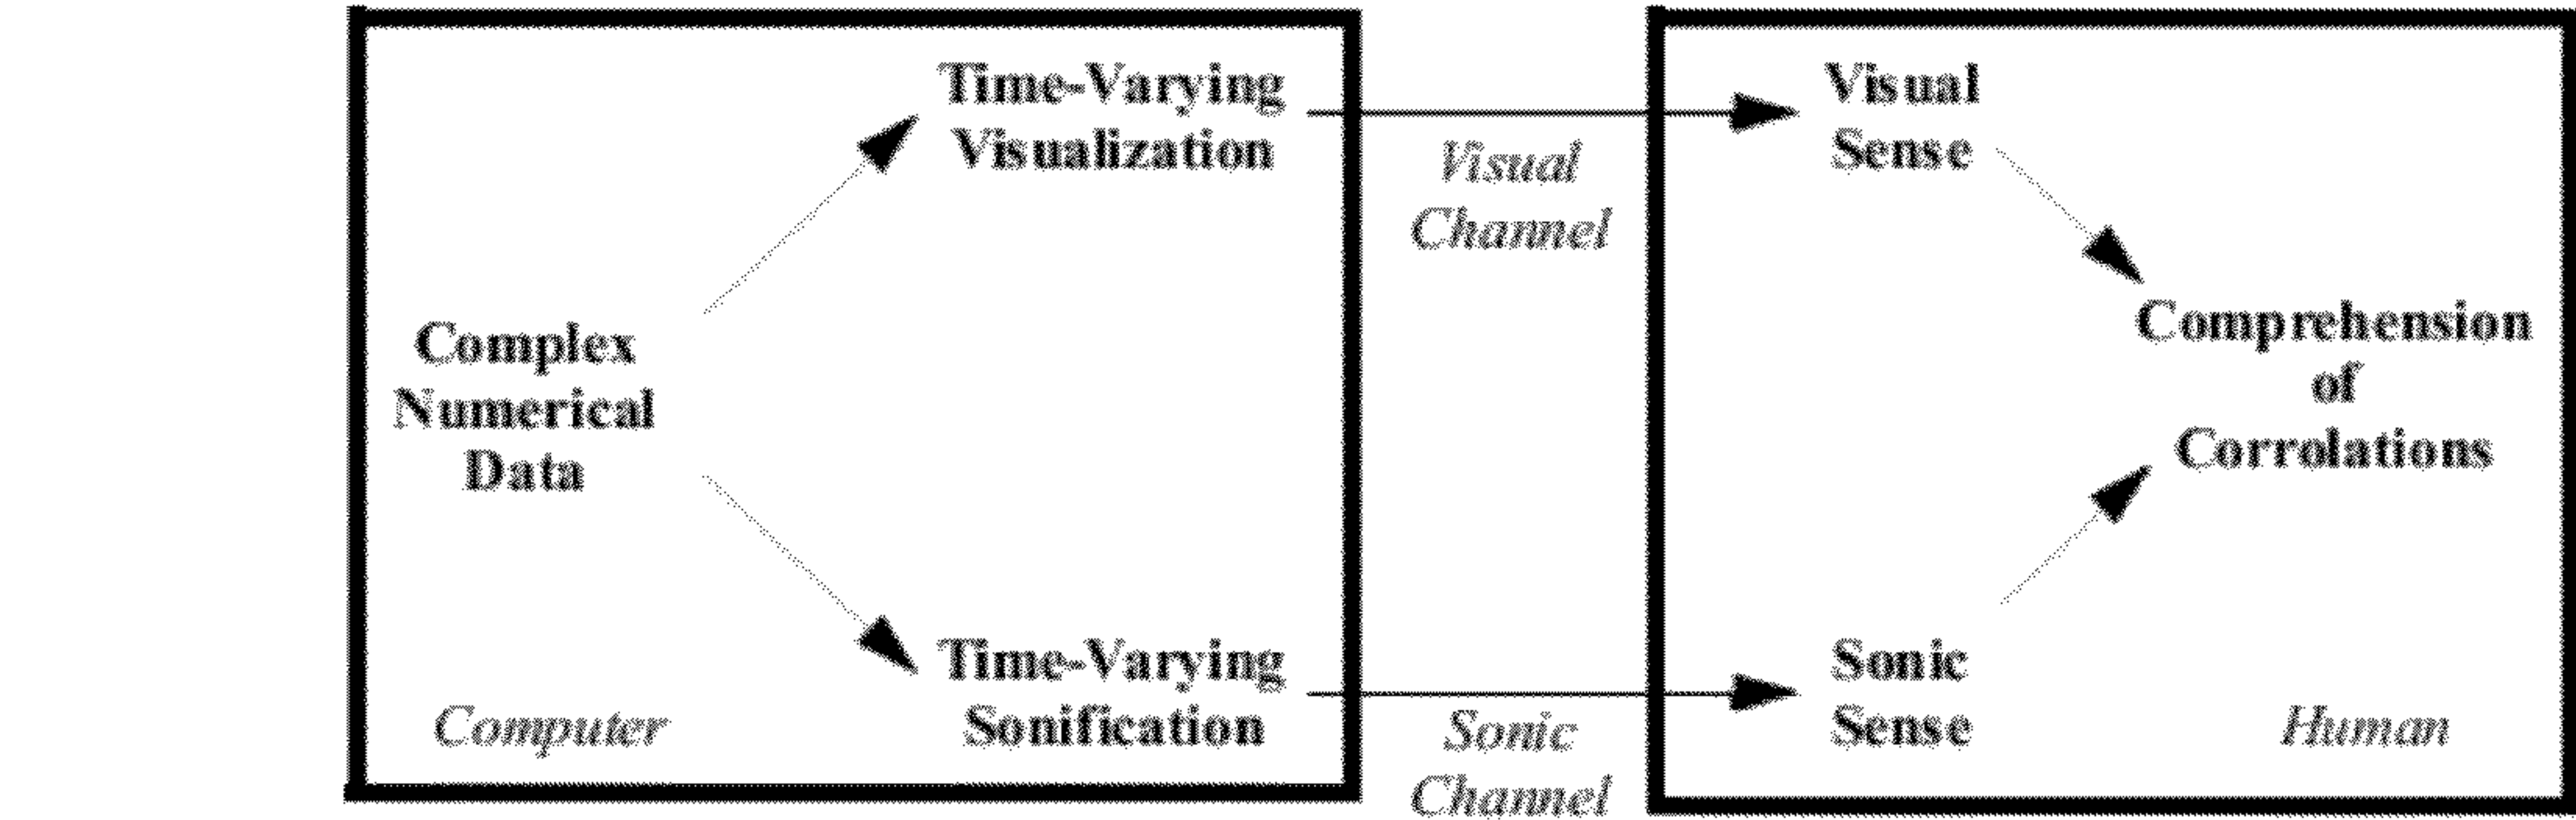 Time-Varying
Visualization
Complex
Numerical
Data
Time-Varying
Sonification
Computer
Visual
Channel
Sonic
Channel
Visual
Sense
Comprehension
of
Corrolations
Sonic
Sense
Human